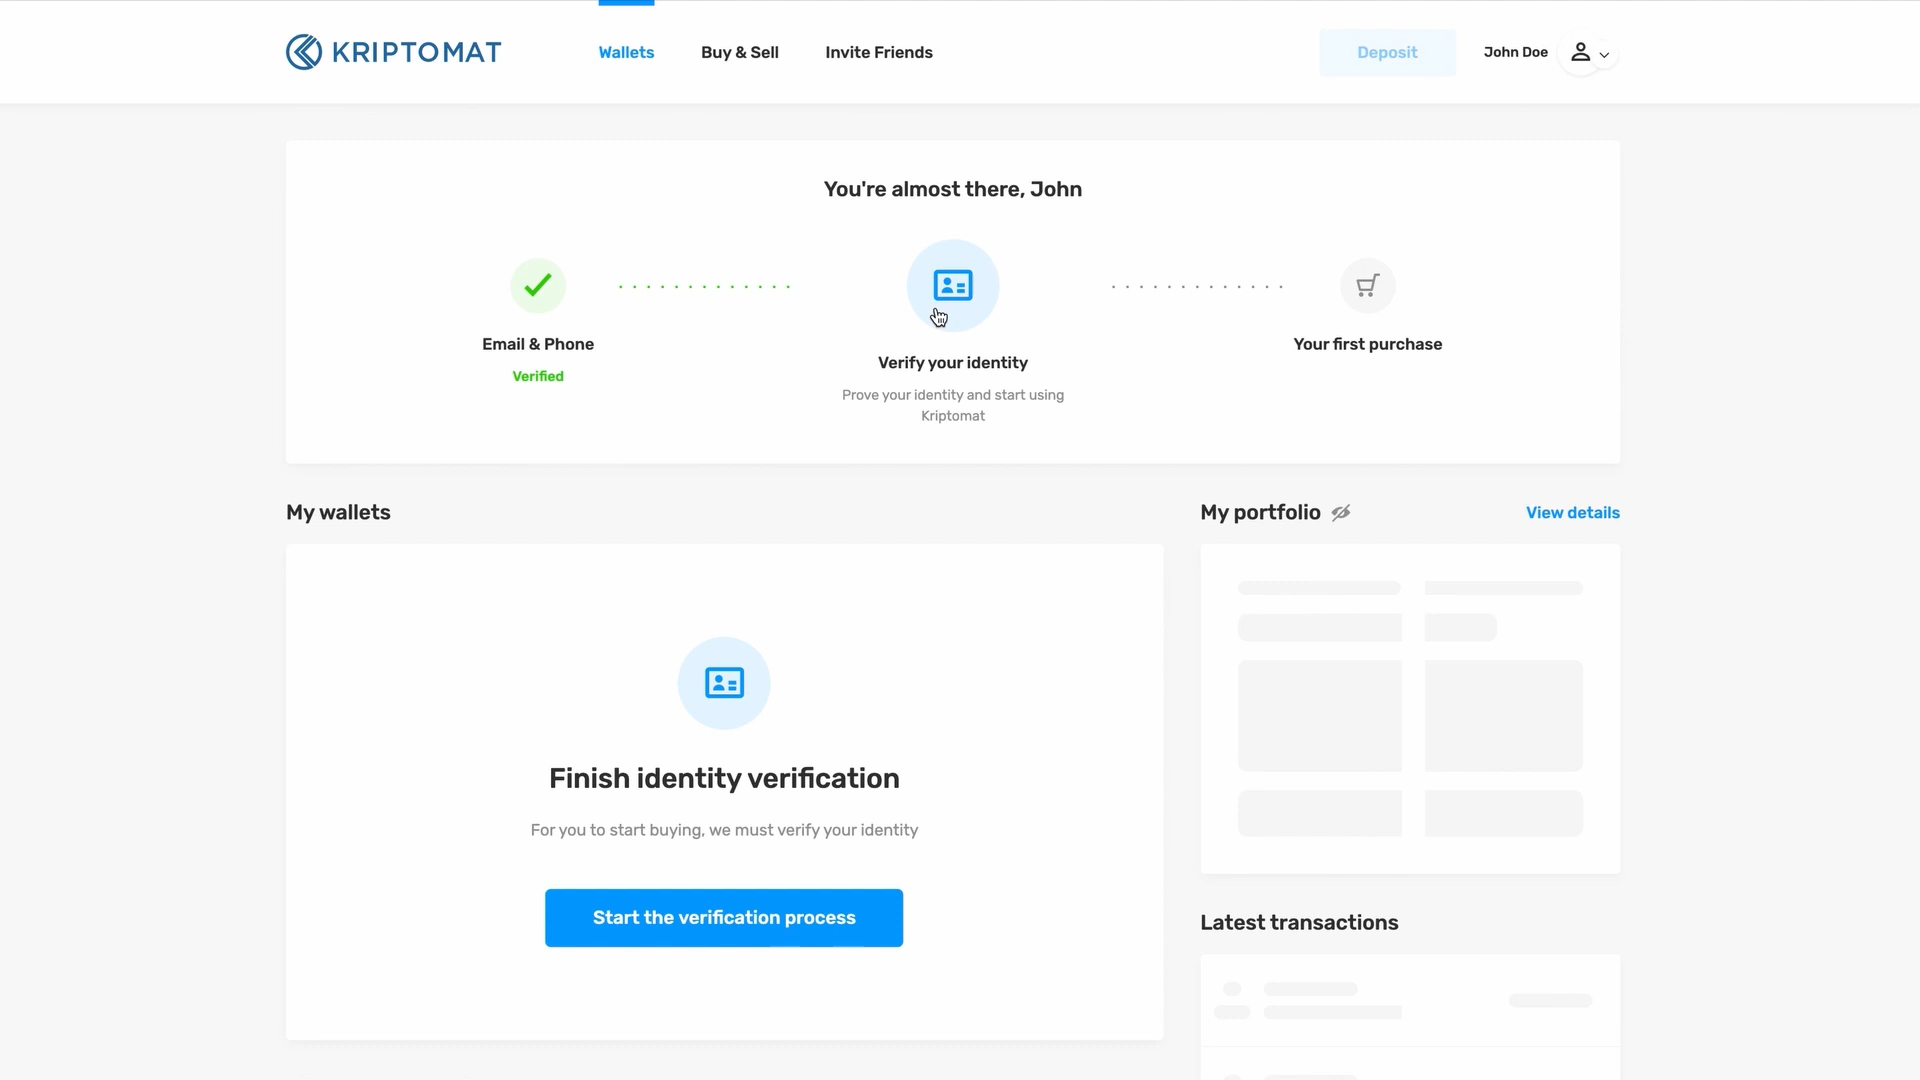 KRIPTOMAT
Wallets
Buy & Sell
Invite Friends
Deposit
John Doe
You're almost there, John
Email & Phone
Verified
Verify your identity
Prove your identity and start using
Kriptomat
Your first purchase
My wallets
Finish identity verification
For you to start buying, we must verify your identity
Start the verification process
My portfolio
View details
Latest transactions